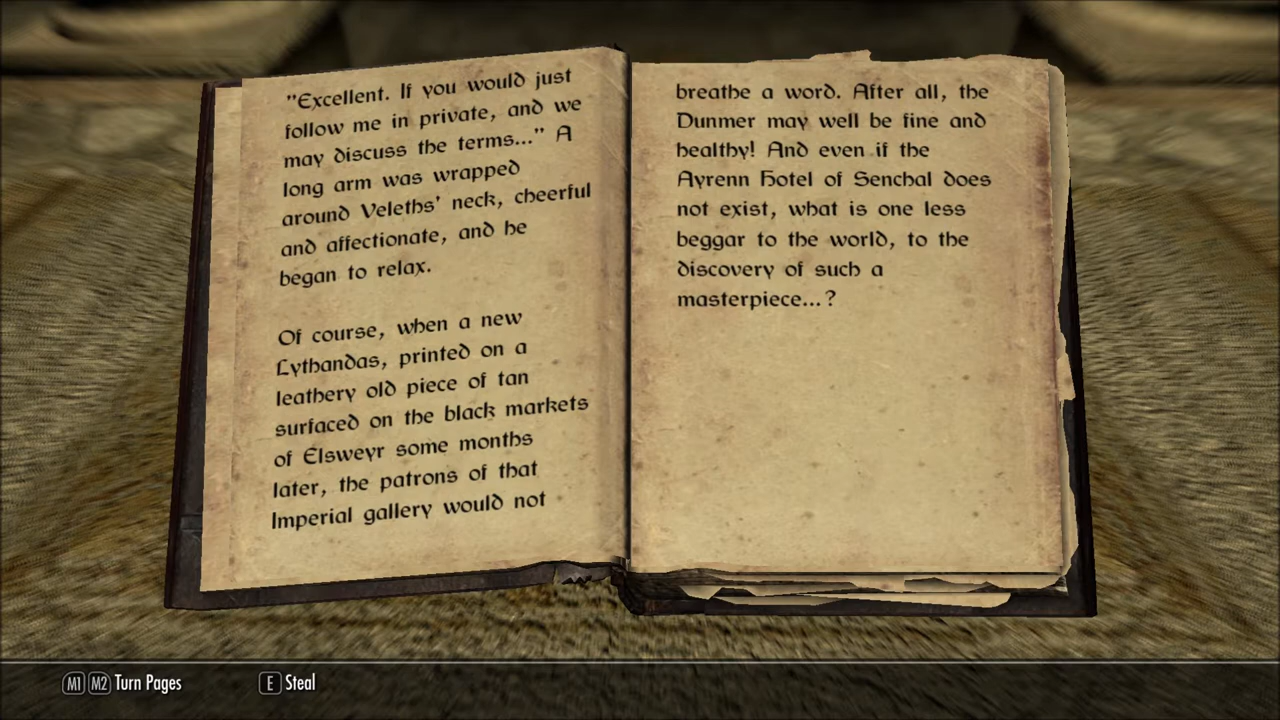 "Excellent. If you would just
follow me in private, and we
may discuss the terms..." A
long arm was wrapped
around Veleths' neck, cheerful
and affectionate, and he
began to relax.
Of course, when a new
Lythandas, printed on a
leathery old piece of tan
surfaced on the black markets
of Elsweyr some months
later, the patrons of that
Imperial gallery would not
breathe a word. After all, the
Dunmer may well be fine and
healthy! And even if the
Ayrenn Hotel of Senchal does
not exist, what is one less
beggar to the world, to the
discovery of such a
masterpiece...?
M1 M2 Turn Pages
E Steal